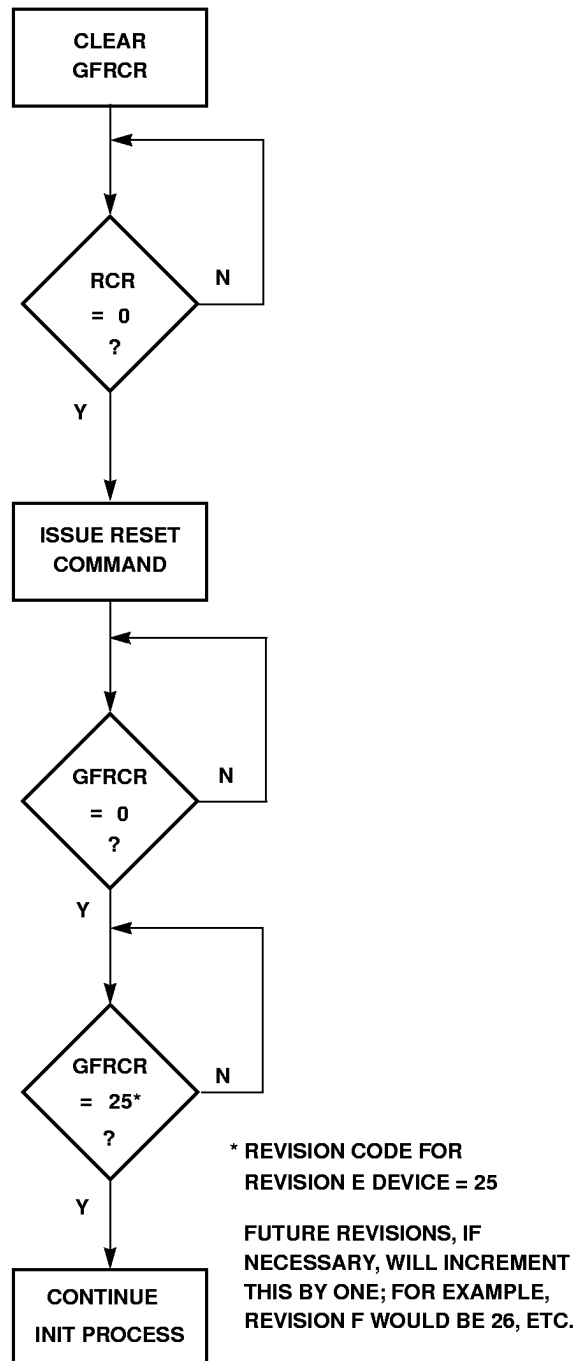 CLEAR
GFRCR
RCR
= 0
?
N
Y
ISSUE RESET
COMMAND
GFRCR
= 0
?
N
Y
GFRCR
= 25*
?
N
Y
* REVISION CODE FOR
REVISION E DEVICE = 25
FUTURE REVISIONS, IF
NECESSARY, WILL INCREMENT
THIS BY ONE; FOR EXAMPLE,
REVISION F WOULD BE 26, ETC.
CONTINUE
INIT PROCESS